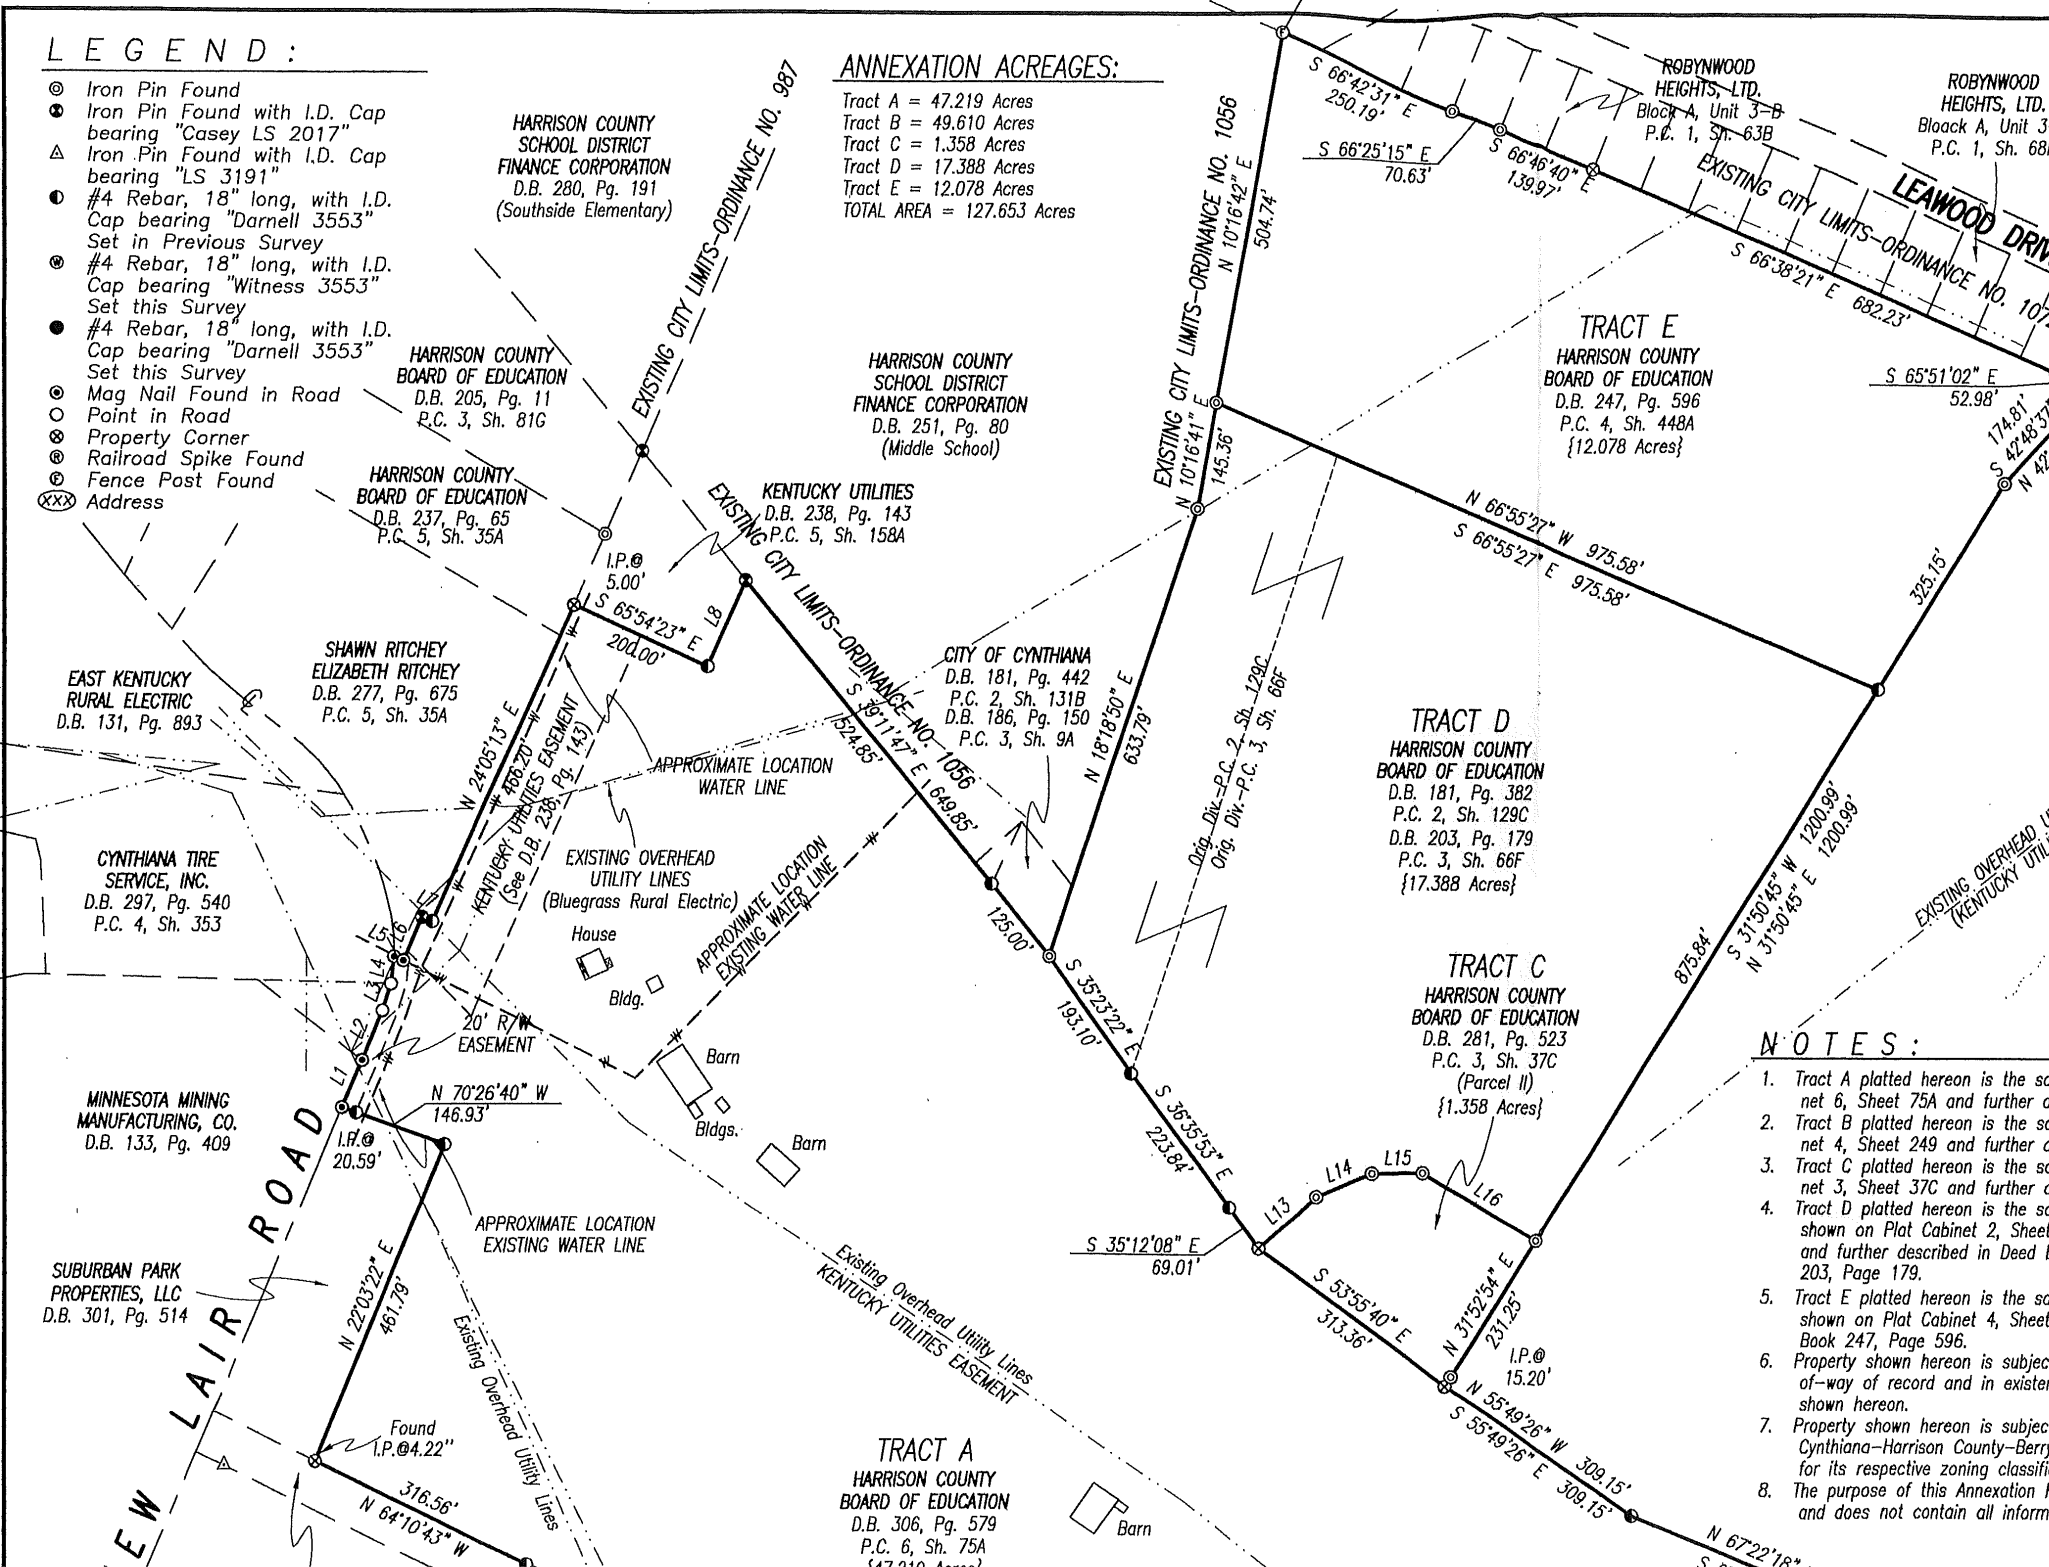 LEGEND:
Iron Pin Found
Iron Pin Found with I.D. Cap
bearing "Casey LS 2017"
Iron Pin Found with I.D. Cap
bearing "LS 3191"
#4 Rebar, 18" long, with I.D.
Cap bearing "Darnell 3553"
Set in Previous Survey
#4 Rebar, 18" long, with I.D.
Cap bearing "Witness 3553"
Set this Survey
#4 Rebar, 18" long, with I.D.
Cap bearing "Darnell 3553"
Set this Survey
Mag Nail Found in Road
Point in Road
Property Corner
Railroad Spike Found
Fence Post Found
XXX Address
ANNEXATION ACREAGES:
Tract A = 47.219 Acres
Tract B = 49.610 Acres
Tract C = 1.358 Acres
Tract D = 17.388 Acres
Tract E = 12.078 Acres
TOTAL AREA = 127.653 Acres
HARRISON COUNTY
SCHOOL DISTRICT
FINANCE CORPORATION
D.B. 280, Pg. 191
(Southside Elementary)
EXISTING CITY LIMITS-ORDINANCE NO. 987
HARRISON COUNTY
BOARD OF EDUCATION
D.B. 205, Pg. 11
P.C. 3, Sh. 81G
HARRISON COUNTY
SCHOOL DISTRICT
FINANCE CORPORATION
D.B. 251, Pg. 80
(Middle School)
HARRISON COUNTY
BOARD OF EDUCATION
D.B. 237, Pg. 65
P.C. 5, Sh. 35A
KENTUCKY UTILITIES
D.B. 238, Pg. 143
P.C. 5, Sh. 158A
EXISTING CITY LIMITS-ORDINANCE NO. 1056
N 10°16'42" E
504.74'
EXISTING CITY LIMITS-ORDINANCE NO. 1056
N 10°16'41" E
145.36'
S 66°42'31" E
250.19'
S 66°25'15" E
70.63'
S 66°46'40" E
139.97'
ROBYNWOOD
HEIGHTS, LTD.
Block A, Unit 3-B
P.C. 1, Sh. 63B
ROBYNWOOD
HEIGHTS, LTD.
Bloack A, Unit 3
P.C. 1, Sh. 68
LEAWOOD DRIV
EXISTING CITY LIMITS-ORDINANCE NO. 107
S 66°38'21" E 682.23'
S 65°51'02" E
52.98'
174.81'
S 42°48'37"
N 42°
TRACT E
HARRISON COUNTY
BOARD OF EDUCATION
D.B. 247, Pg. 596
P.C. 4, Sh. 448A
{12.078 Acres}
N 66°55'27" W 975.58'
S 66°55'27" E 975.58'
325.15'
I.P.@
5.00'
S 65°54'23" E
200.00'
L8
SHAWN RITCHEY
ELIZABETH RITCHEY
D.B. 277, Pg. 675
P.C. 5, Sh. 35A
EAST KENTUCKY
RURAL ELECTRIC
D.B. 131, Pg. 893
N 24°05'13" E
466.20'
KENTUCKY UTILITIES EASEMENT
(See D.B. 238, Pg. 143)
APPROXIMATE LOCATION
WATER LINE
S 39°11'47" E 649.85'
524.85'
125.00'
CITY OF CYNTHIANA
D.B. 181, Pg. 442
P.C. 2, Sh. 131B
D.B. 186, Pg. 150
P.C. 3, Sh. 9A
N 18°18'50" E
633.79'
Orig. Div.-P.C. 2, Sh. 129C
Orig. Div.-P.C. 3, Sh. 66F
TRACT D
HARRISON COUNTY
BOARD OF EDUCATION
D.B. 181, Pg. 382
P.C. 2, Sh. 129C
D.B. 203, Pg. 179
P.C. 3, Sh. 66F
{17.388 Acres}
S 31°50'45" W 1200.99'
N 31°50'45" E 1200.99'
875.84'
EXISTING OVERHEAD U
(KENTUCKY UTIL
CYNTHIANA TIRE
SERVICE, INC.
D.B. 297, Pg. 540
P.C. 4, Sh. 353
EXISTING OVERHEAD
UTILITY LINES
(Bluegrass Rural Electric)
APPROXIMATE LOCATION
EXISTING WATER LINE
House
Bldg.
L7
L6
L5
L4
L3
L2
L1
20' R/W
EASEMENT
Barn
Bldgs.
Barn
S 35°23'22" E
193.10'
S 36°35'53" E
223.84'
S 35°12'08" E
69.01'
TRACT C
HARRISON COUNTY
BOARD OF EDUCATION
D.B. 281, Pg. 523
P.C. 3, Sh. 37C
(Parcel II)
{1.358 Acres}
L13
L14
L15
L16
MINNESOTA MINING
MANUFACTURING, CO.
D.B. 133, Pg. 409
N 70°26'40" W
146.93'
I.P.@
20.59'
APPROXIMATE LOCATION
EXISTING WATER LINE
SUBURBAN PARK
PROPERTIES, LLC
D.B. 301, Pg. 514
N 22°03'22" E
461.79'
EW LAIR ROAD
Existing Overhead Utility Lines
Existing Overhead Utility Lines
KENTUCKY UTILITIES EASEMENT
Existing Overhead Utility Lines
S 53°55'40" E
313.36'
N 31°52'54" E
231.25'
I.P.@
15.20'
N 55°49'26" W 309.15'
S 55°49'26" E 309.15'
N 67°22'18"
Found
I.P.@4.22"
316.56'
N 64°10'43" W
TRACT A
HARRISON COUNTY
BOARD OF EDUCATION
D.B. 306, Pg. 579
P.C. 6, Sh. 75A
Barn
NOTES:
1. Tract A platted hereon is the sa
net 6, Sheet 75A and further d
2. Tract B platted hereon is the sa
net 4, Sheet 249 and further d
3. Tract C platted hereon is the sa
net 3, Sheet 37C and further d
4. Tract D platted hereon is the sa
shown on Plat Cabinet 2, Sheet
and further described in Deed
203, Page 179.
5. Tract E platted hereon is the sa
shown on Plat Cabinet 4, Sheet
Book 247, Page 596.
6. Property shown hereon is subjec
of-way of record and in existen
shown hereon.
7. Property shown hereon is subjec
Cynthiana-Harrison County-Berry
for its respective zoning classifi
8. The purpose of this Annexation
and does not contain all inform